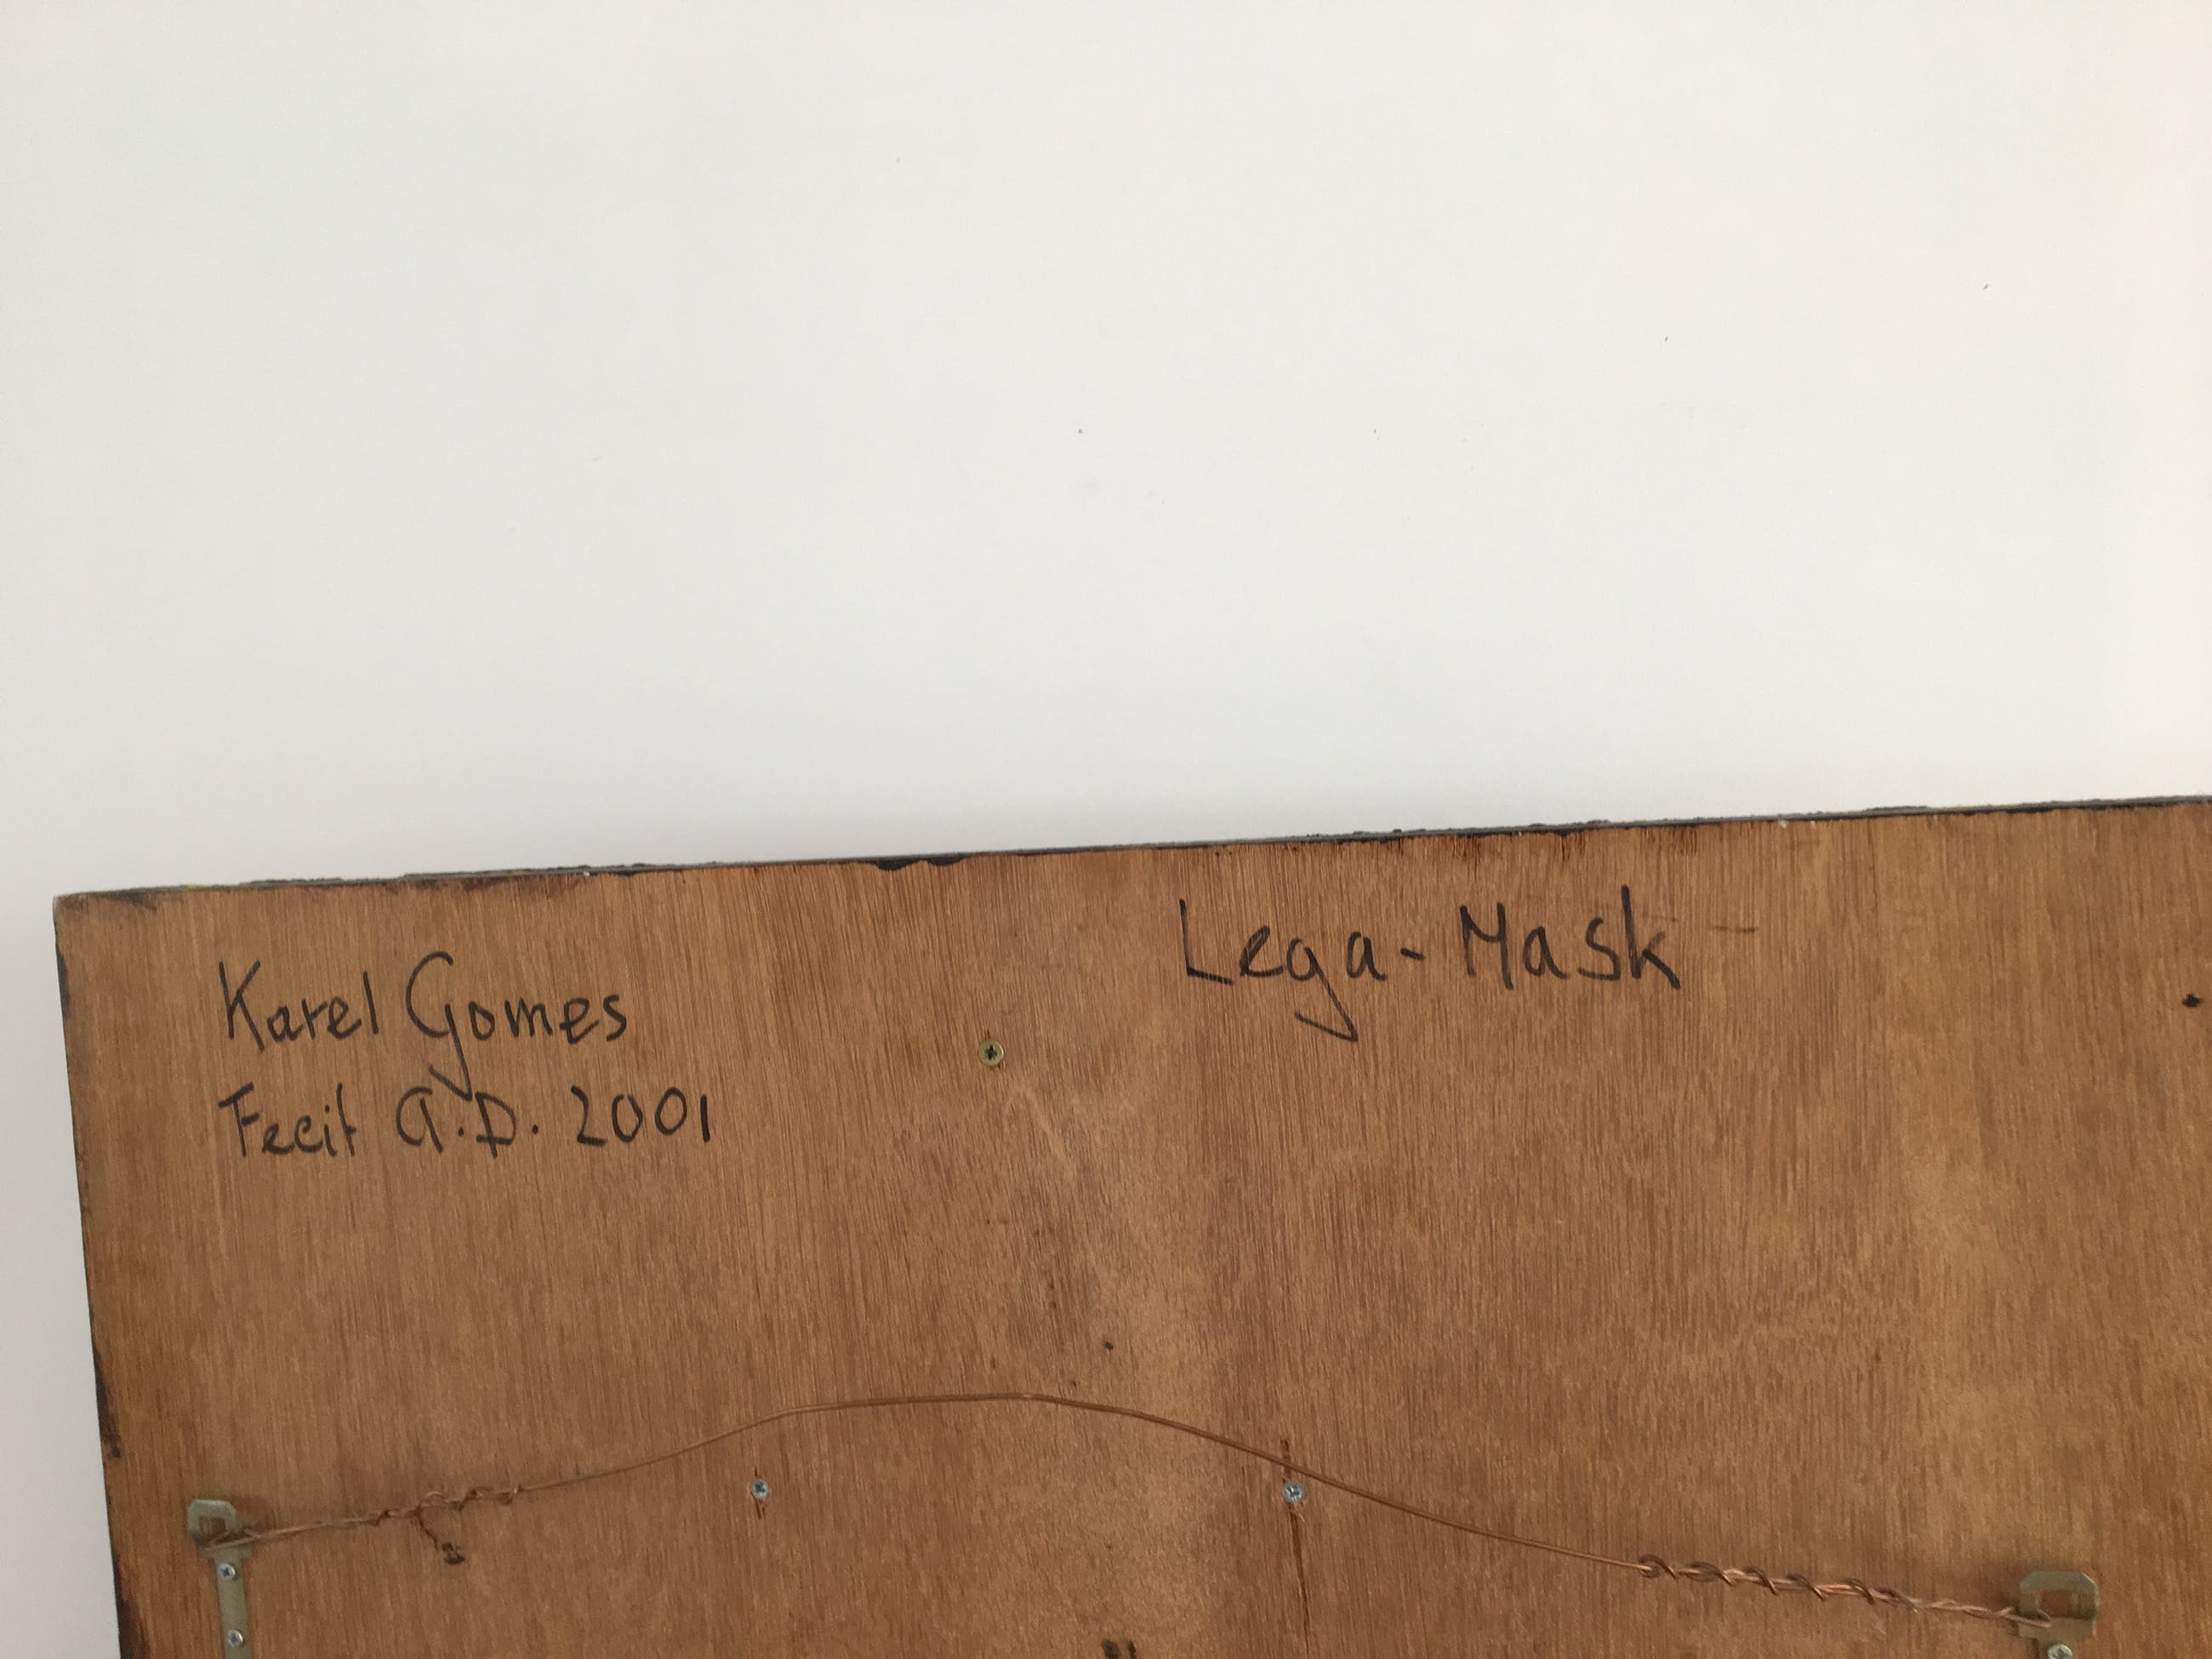 Karel Gomes
Fecit A.D. 2001
Lega-Mask